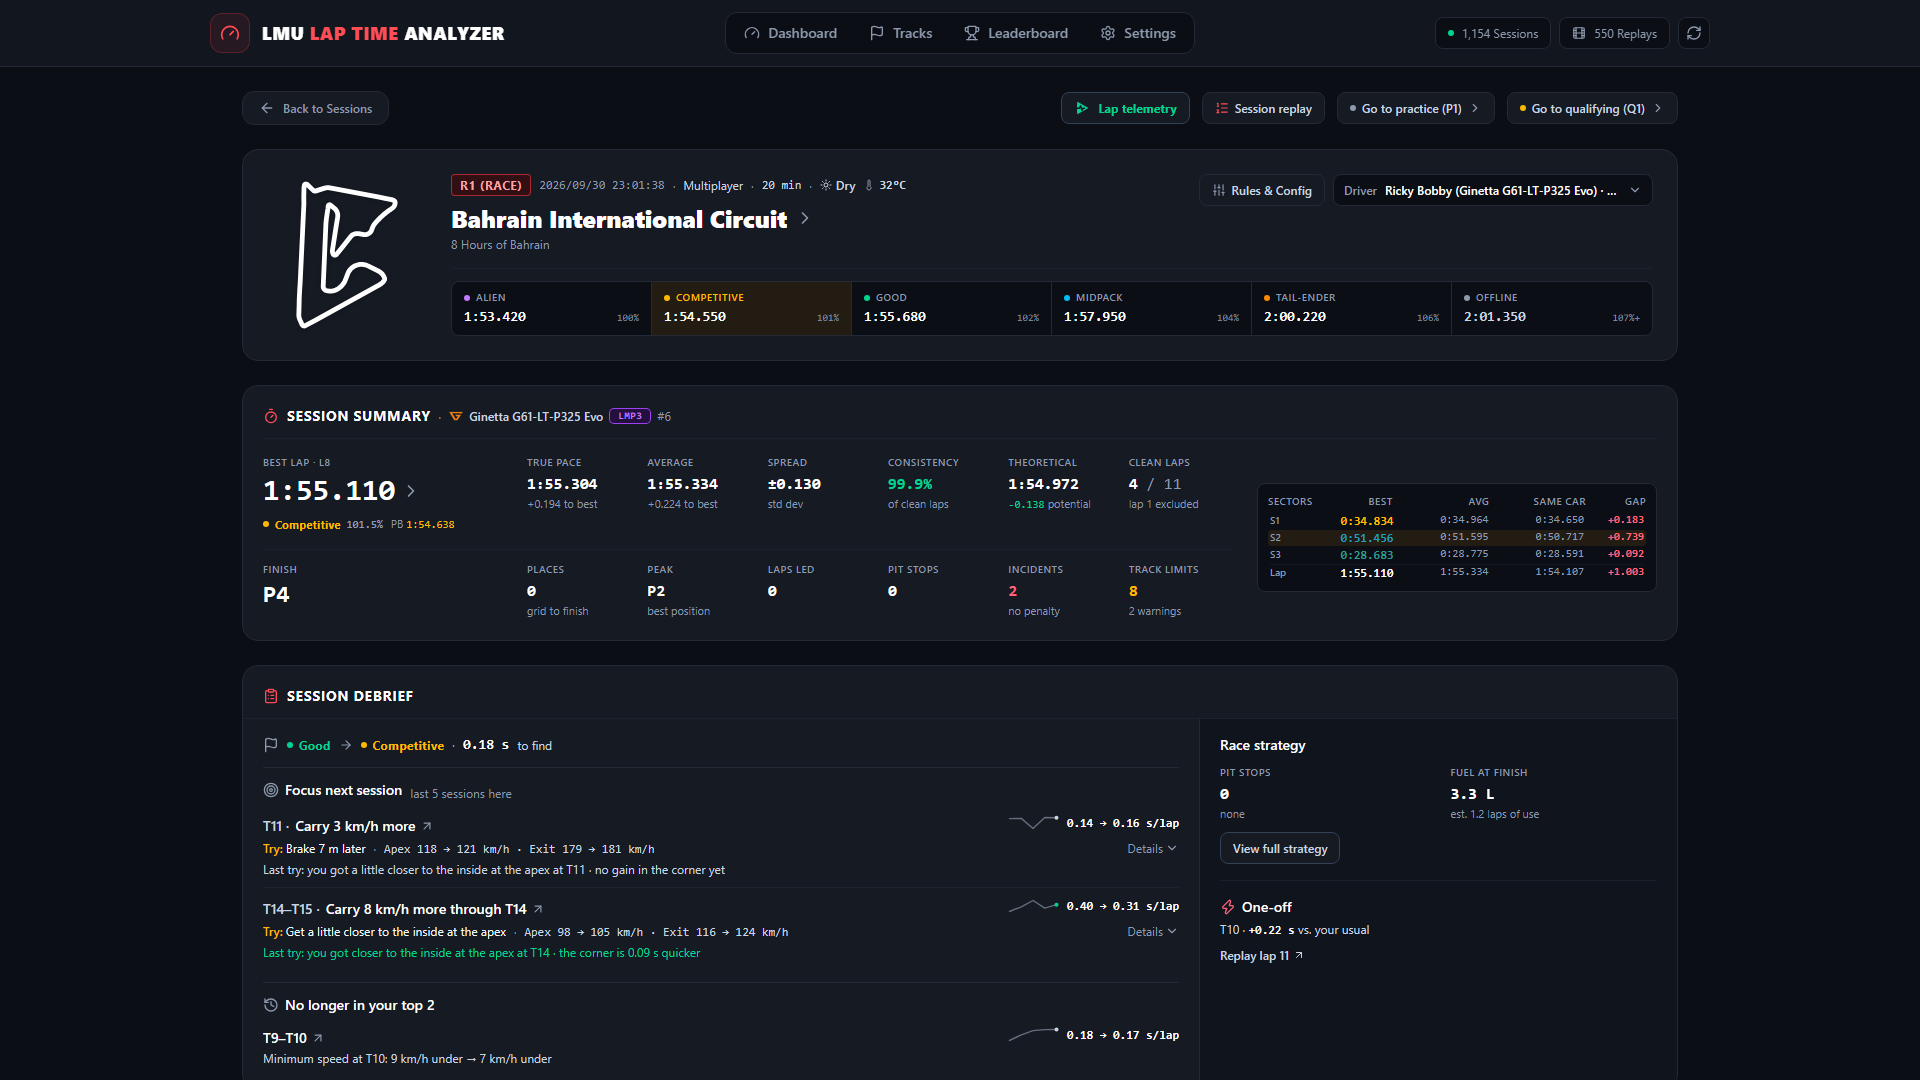 LMU LAP TIME ANALYZER
Dashboard
Tracks
Leaderboard
Settings
1,154 Sessions
550 Replays
Back to Sessions
Lap telemetry
Session replay
Go to practice (P1)
Go to qualifying (Q1)
R1 (RACE) 2026/09/30 23:01:38 · Multiplayer · 20 min · Dry 32°C
Rules & Config
Driver Ricky Bobby (Ginetta G61-LT-P325 Evo) · ...
Bahrain International Circuit
8 Hours of Bahrain
ALIEN
1:53.420 100%
COMPETITIVE
1:54.550 101%
GOOD
1:55.680 102%
MIDPACK
1:57.950 104%
TAIL-ENDER
2:00.220 106%
OFFLINE
2:01.350 107%+
SESSION SUMMARY · Ginetta G61-LT-P325 Evo LMP3 #6
BEST LAP · L8
1:55.110
Competitive 101.5% PB 1:54.638
TRUE PACE
1:55.304
+0.194 to best
AVERAGE
1:55.334
+0.224 to best
SPREAD
±0.130
std dev
CONSISTENCY
99.9%
of clean laps
THEORETICAL
1:54.972
-0.138 potential
CLEAN LAPS
4 / 11
lap 1 excluded
FINISH
P4
PLACES
0
grid to finish
PEAK
P2
best position
LAPS LED
0
PIT STOPS
0
INCIDENTS
2
no penalty
TRACK LIMITS
8
2 warnings
SECTORS BEST AVG SAME CAR GAP
S1 0:34.834 0:34.964 0:34.650 +0.183
S2 0:51.456 0:51.595 0:50.717 +0.739
S3 0:28.683 0:28.775 0:28.591 +0.092
Lap 1:55.110 1:55.334 1:54.107 +1.003
SESSION DEBRIEF
Good → Competitive · 0.18 s to find
Focus next session last 5 sessions here
T11 · Carry 3 km/h more
0.14 → 0.16 s/lap
Try: Brake 7 m later · Apex 118 → 121 km/h · Exit 179 → 181 km/h
Details
Last try: you got a little closer to the inside at the apex at T11 · no gain in the corner yet
T14–T15 · Carry 8 km/h more through T14
0.40 → 0.31 s/lap
Try: Get a little closer to the inside at the apex · Apex 98 → 105 km/h · Exit 116 → 124 km/h
Details
Last try: you got closer to the inside at the apex at T14 · the corner is 0.09 s quicker
No longer in your top 2
T9–T10
0.18 → 0.17 s/lap
Minimum speed at T10: 9 km/h under → 7 km/h under
Race strategy
PIT STOPS
0
none
FUEL AT FINISH
3.3 L
est. 1.2 laps of use
View full strategy
One-off
T10 · +0.22 s vs. your usual
Replay lap 11